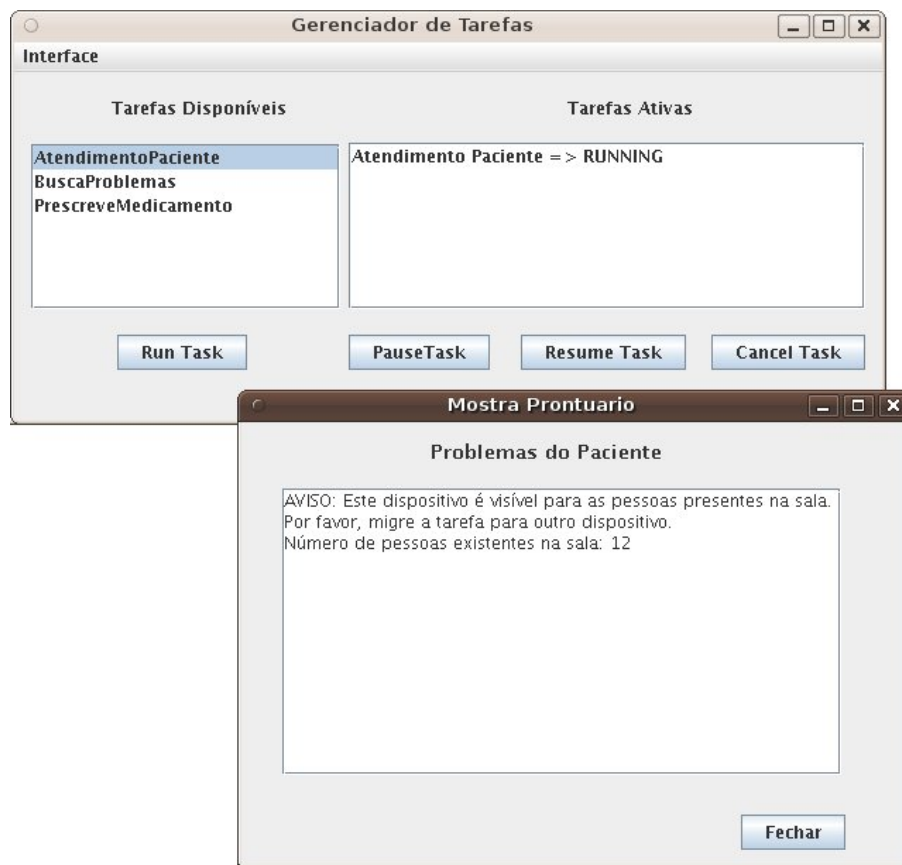 Gerenciador de Tarefas
Interface
Tarefas Disponíveis
Tarefas Ativas
AtendimentoPaciente
BuscaProblemas
PrescreveMedicamento
Atendimento Paciente => RUNNING
Run Task
PauseTask
Resume Task
Cancel Task
Mostra Prontuario
Problemas do Paciente
AVISO: Este dispositivo é visível para as pessoas presentes na sala.
Por favor, migre a tarefa para outro dispositivo.
Número de pessoas existentes na sala: 12
Fechar